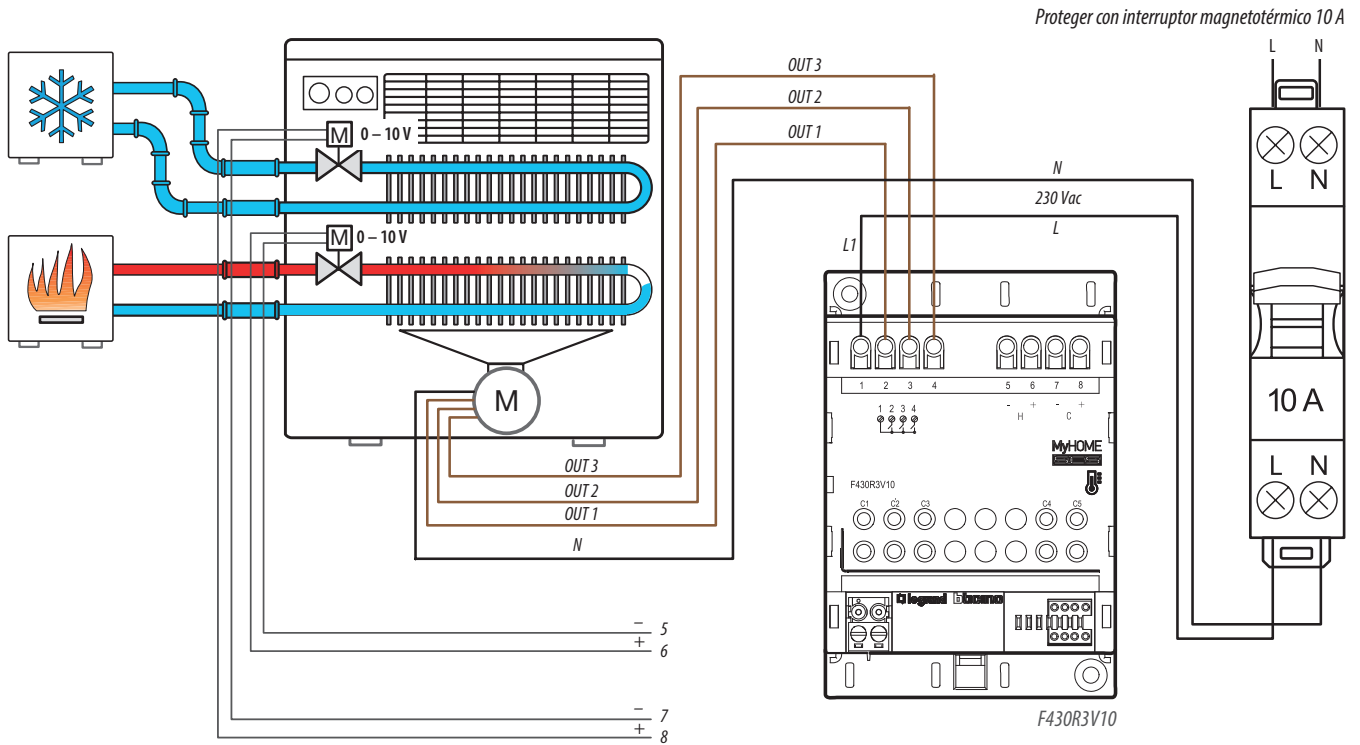 Proteger con interruptor magnetotérmico 10 A
L N
OUT 3
OUT 2
OUT 1
M 0 – 10 V
L N
N
230 Vac
L
L1
M 0 – 10 V
1 2 3 4 5 6 7 8
- + - +
H C
1 2 3 4
M
10 A
MyHOME
SCS
F430R3V10
C1 C2 C3 C4 C5
L N
OUT 3
OUT 2
OUT 1
N
legrand bticino
– 5
+ 6
– 7
+ 8
F430R3V10